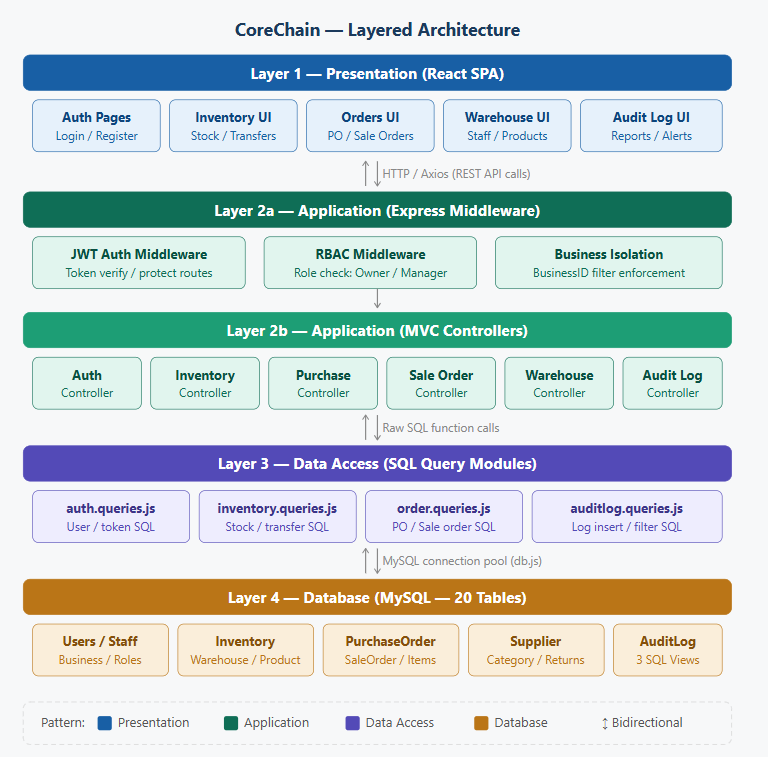 CoreChain — Layered Architecture
Layer 1 — Presentation (React SPA)
Auth Pages
Login / Register
Inventory UI
Stock / Transfers
Orders UI
PO / Sale Orders
Warehouse UI
Staff / Products
Audit Log UI
Reports / Alerts
HTTP / Axios (REST API calls)
Layer 2a — Application (Express Middleware)
JWT Auth Middleware
Token verify / protect routes
RBAC Middleware
Role check: Owner / Manager
Business Isolation
BusinessID filter enforcement
Layer 2b — Application (MVC Controllers)
Auth
Controller
Inventory
Controller
Purchase
Controller
Sale Order
Controller
Warehouse
Controller
Audit Log
Controller
Raw SQL function calls
Layer 3 — Data Access (SQL Query Modules)
auth.queries.js
User / token SQL
inventory.queries.js
Stock / transfer SQL
order.queries.js
PO / Sale order SQL
auditlog.queries.js
Log insert / filter SQL
MySQL connection pool (db.js)
Layer 4 — Database (MySQL — 20 Tables)
Users / Staff
Business / Roles
Inventory
Warehouse / Product
PurchaseOrder
SaleOrder / Items
Supplier
Category / Returns
AuditLog
3 SQL Views
Pattern: Presentation Application Data Access Database ↕ Bidirectional